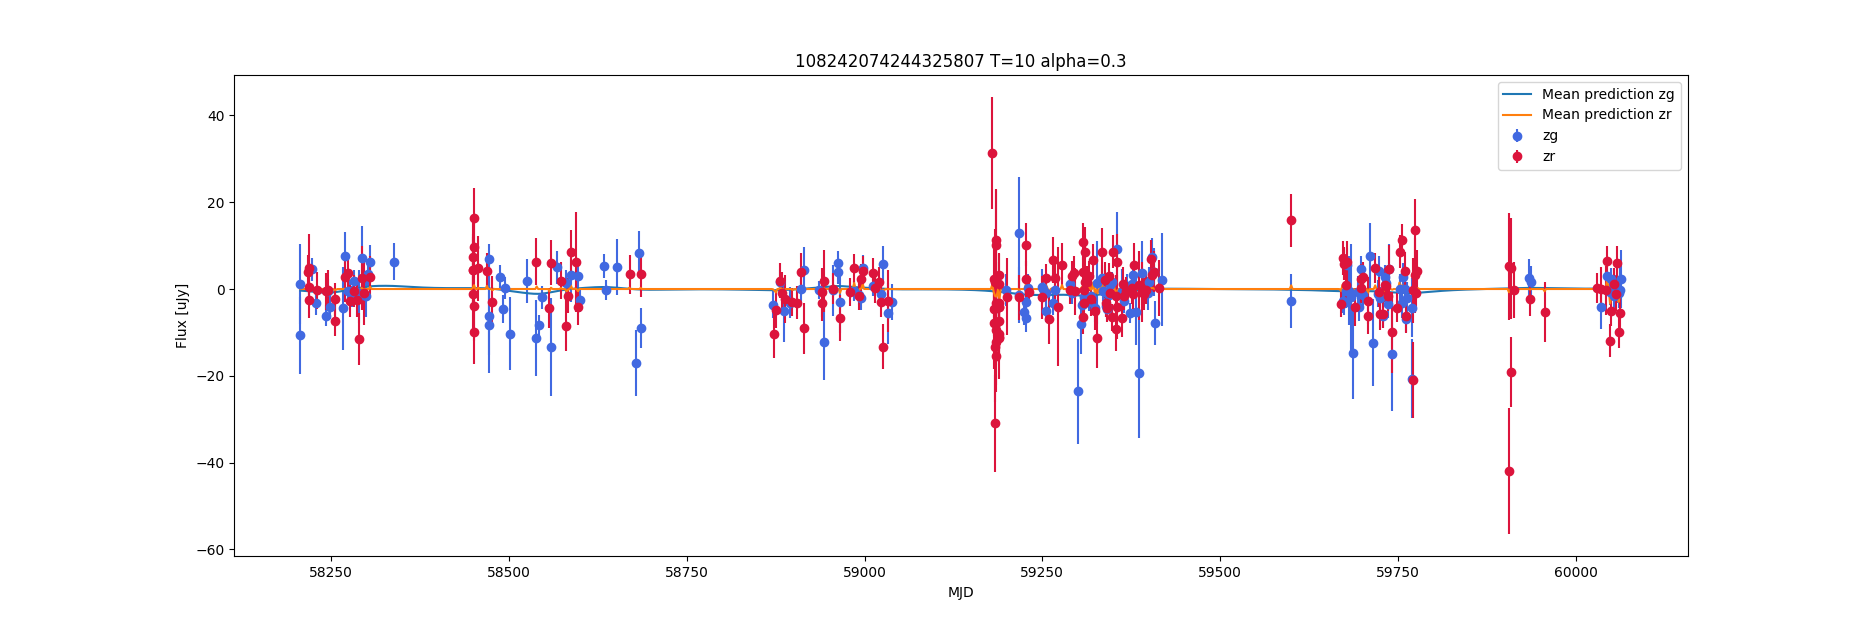 108242074244325807 T=10 alpha=0.3
Mean prediction zg
Mean prediction zr
zg
zr
40
20
0
−20
−40
−60
Flux [uJy]
58250 58500 58750 59000 59250 59500 59750 60000
MJD